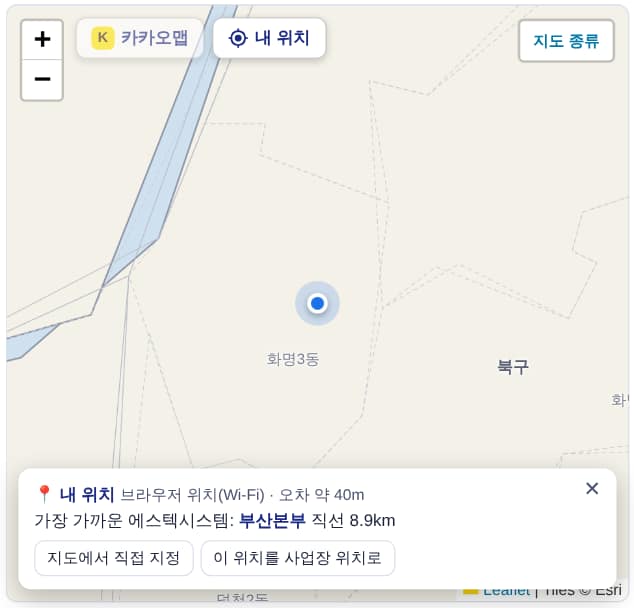 +
−
K 카카오맵
내 위치
지도 종류
화명3동
북구
📍 내 위치 브라우저 위치(Wi-Fi) · 오차 약 40m
✕
가장 가까운 에스텍시스템: 부산본부 직선 8.9km
지도에서 직접 지정
이 위치를 사업장 위치로
Leaflet | Tiles © Esri